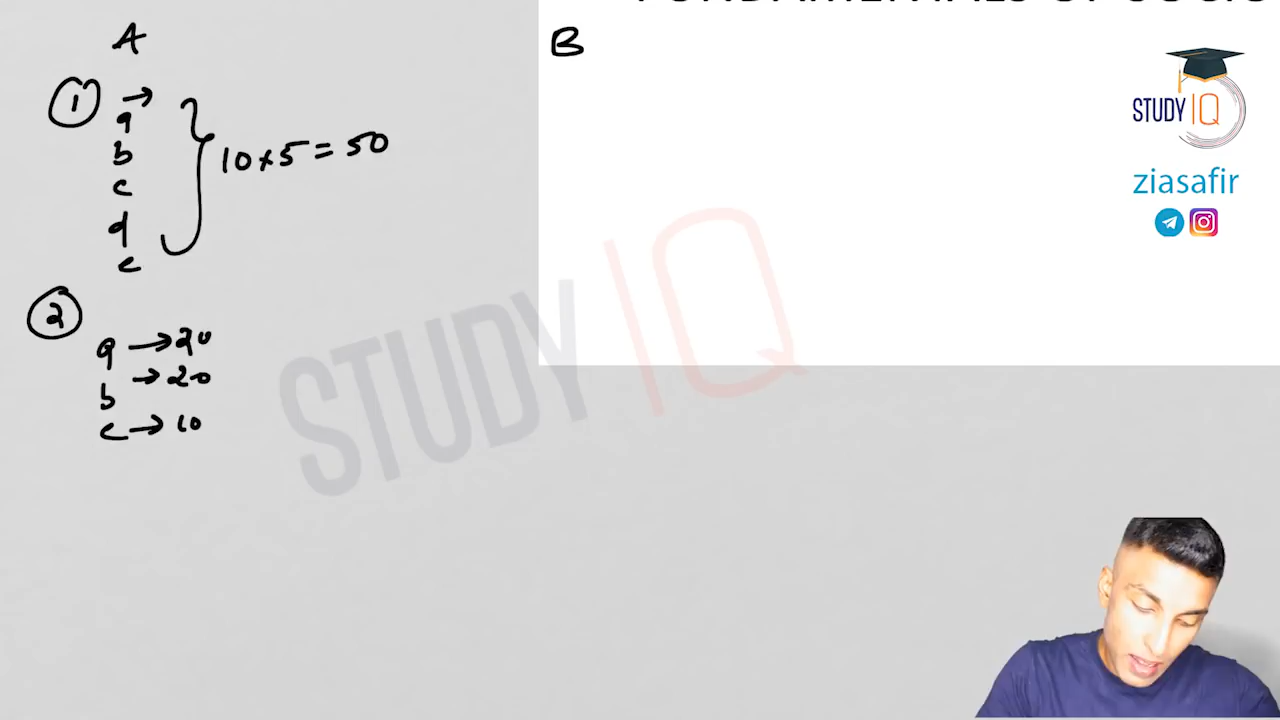 A
B
① →
a
b
c
d
e
10×5=50
②
a → 20
b → 20
c → 10
STUDY IQ
ziasafir
STUDY IQ